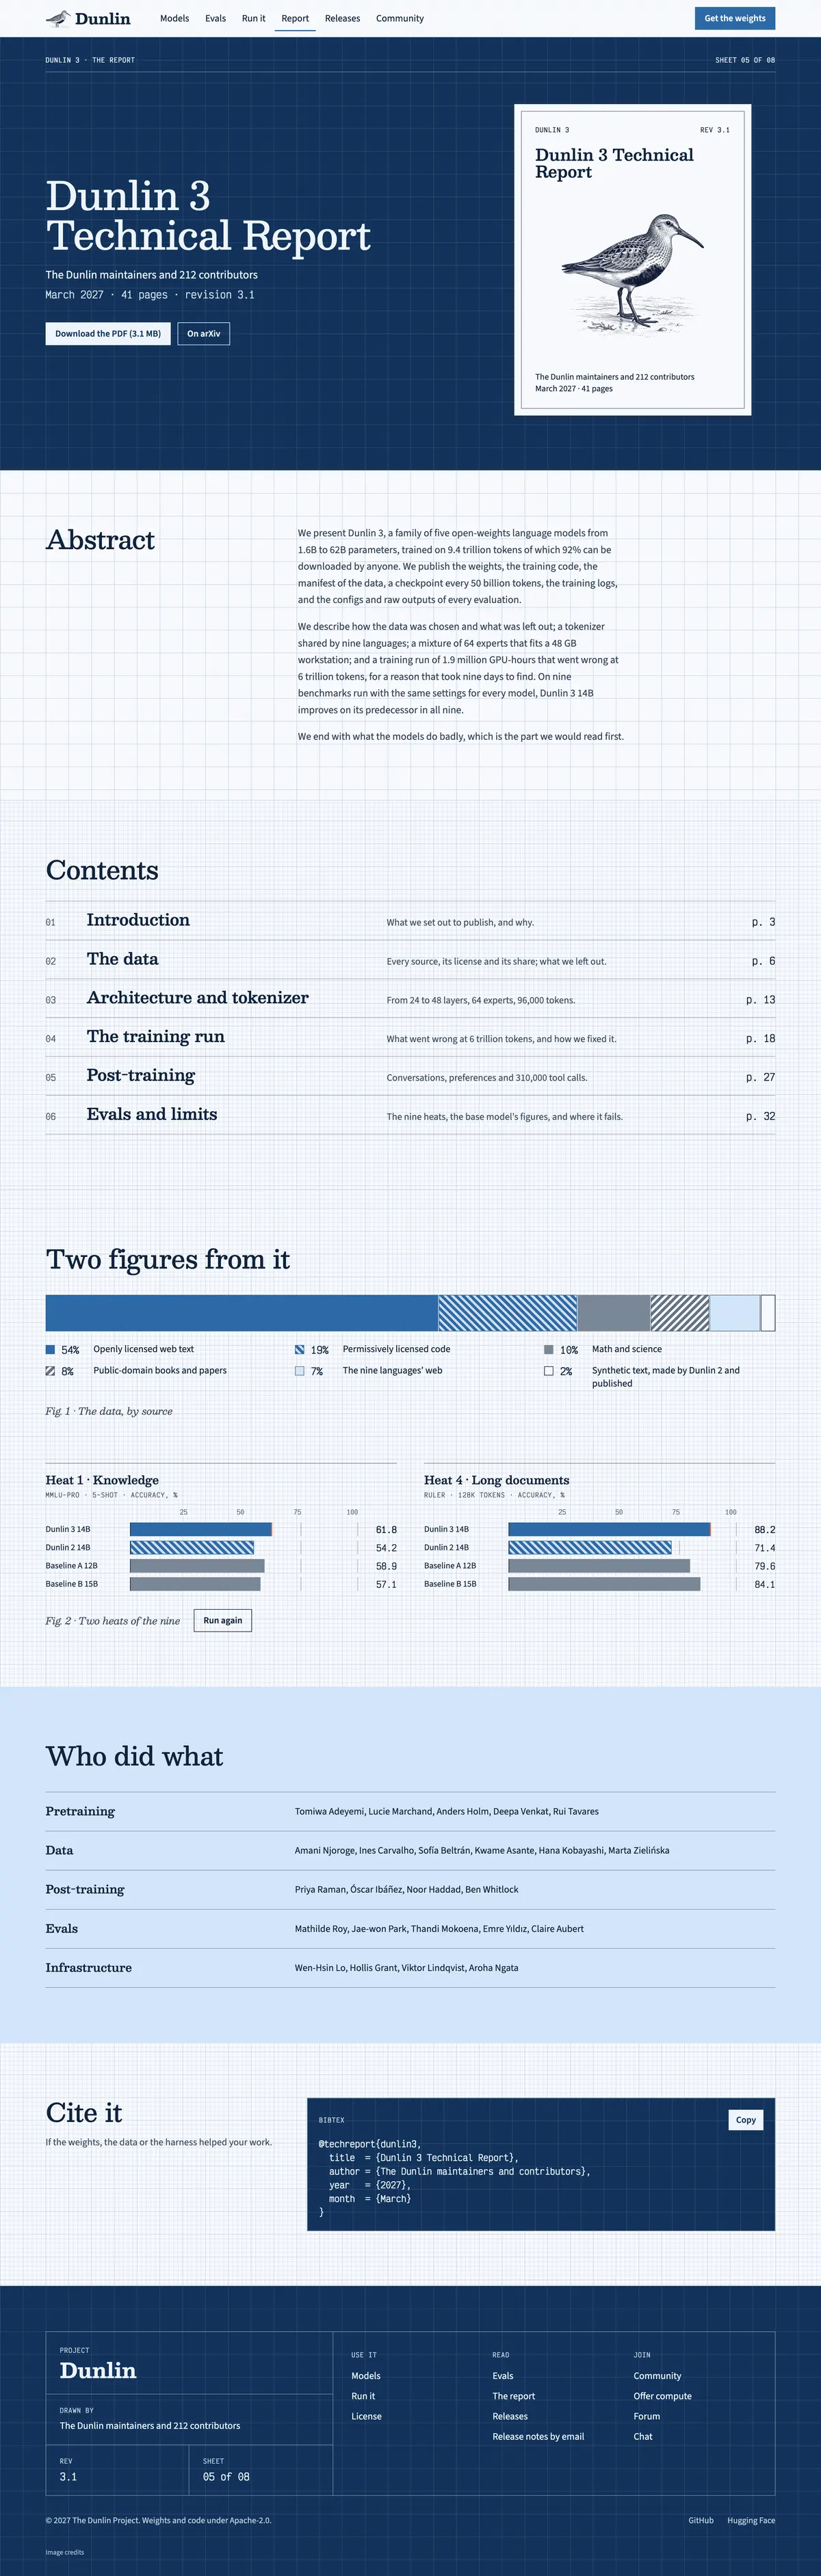 Dunlin
Models
Evals
Run it
Report
Releases
Community
Get the weights
DUNLIN 3 · THE REPORT
SHEET 05 OF 08
Dunlin 3
Technical Report
The Dunlin maintainers and 212 contributors
March 2027 · 41 pages · revision 3.1
Download the PDF (3.1 MB)
On arXiv
DUNLIN 3
REV 3.1
Dunlin 3 Technical
Report
The Dunlin maintainers and 212 contributors
March 2027 · 41 pages
Abstract
We present Dunlin 3, a family of five open-weights language models from
1.6B to 62B parameters, trained on 9.4 trillion tokens of which 92% can be
downloaded by anyone. We publish the weights, the training code, the
manifest of the data, a checkpoint every 50 billion tokens, the training logs,
and the configs and raw outputs of every evaluation.
We describe how the data was chosen and what was left out; a tokenizer
shared by nine languages; a mixture of 64 experts that fits a 48 GB
workstation; and a training run of 1.9 million GPU-hours that went wrong at
6 trillion tokens, for a reason that took nine days to find. On nine
benchmarks run with the same settings for every model, Dunlin 3 14B
improves on its predecessor in all nine.
We end with what the models do badly, which is the part we would read first.
Contents
01 Introduction What we set out to publish, and why. p. 3
02 The data Every source, its license and its share; what we left out. p. 6
03 Architecture and tokenizer From 24 to 48 layers, 64 experts, 96,000 tokens. p. 13
04 The training run What went wrong at 6 trillion tokens, and how we fixed it. p. 18
05 Post-training Conversations, preferences and 310,000 tool calls. p. 27
06 Evals and limits The nine heats, the base model's figures, and where it fails. p. 32
Two figures from it
54% Openly licensed web text
19% Permissively licensed code
10% Math and science
8% Public-domain books and papers
7% The nine languages' web
2% Synthetic text, made by Dunlin 2 and
published
Fig. 1 · The data, by source
Heat 1 · Knowledge
MMLU-PRO · 5-SHOT · ACCURACY, %
25 50 75 100
Dunlin 3 14B 61.8
Dunlin 2 14B 54.2
Baseline A 12B 58.9
Baseline B 15B 57.1
Heat 4 · Long documents
RULER · 128K TOKENS · ACCURACY, %
25 50 75 100
Dunlin 3 14B 88.2
Dunlin 2 14B 71.4
Baseline A 12B 79.6
Baseline B 15B 84.1
Fig. 2 · Two heats of the nine
Run again
Who did what
Pretraining Tomiwa Adeyemi, Lucie Marchand, Anders Holm, Deepa Venkat, Rui Tavares
Data Amani Njoroge, Ines Carvalho, Sofía Beltrán, Kwame Asante, Hana Kobayashi, Marta Zielińska
Post-training Priya Raman, Óscar Ibáñez, Noor Haddad, Ben Whitlock
Evals Mathilde Roy, Jae-won Park, Thandi Mokoena, Emre Yıldız, Claire Aubert
Infrastructure Wen-Hsin Lo, Hollis Grant, Viktor Lindqvist, Aroha Ngata
Cite it
If the weights, the data or the harness helped your work.
BIBTEX
Copy
@techreport{dunlin3,
title = {Dunlin 3 Technical Report},
author = {The Dunlin maintainers and contributors},
year = {2027},
month = {March}
}
PROJECT
Dunlin
DRAWN BY
The Dunlin maintainers and 212 contributors
REV
3.1
SHEET
05 of 08
USE IT
Models
Run it
License
READ
Evals
The report
Releases
Release notes by email
JOIN
Community
Offer compute
Forum
Chat
© 2027 The Dunlin Project. Weights and code under Apache-2.0.
GitHub
Hugging Face
Image credits